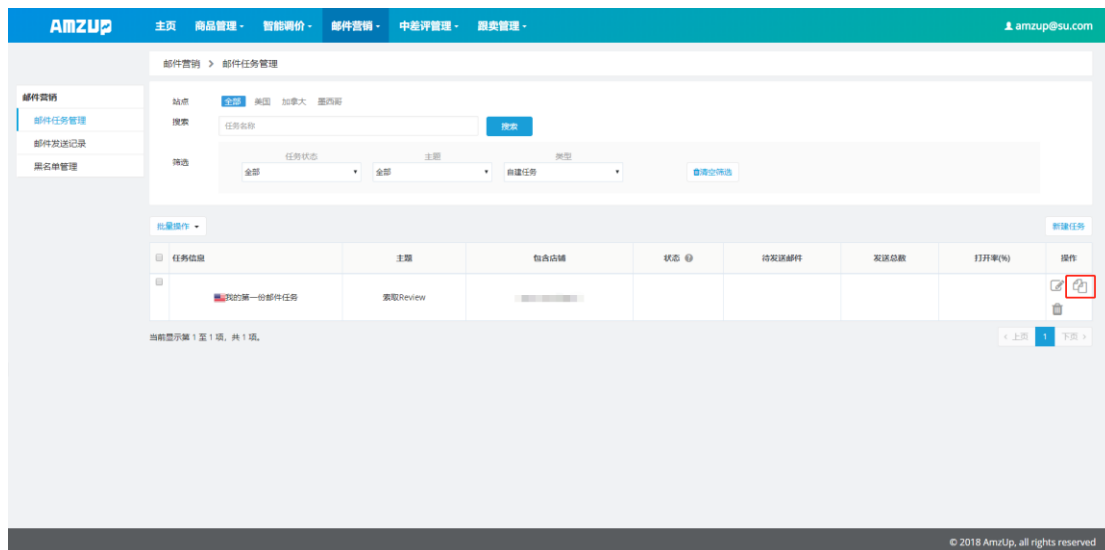 AMZUP 主页 商品管理 智能调价 邮件营销 中差评管理 跟卖管理 amzup@su.com
邮件营销 > 邮件任务管理
邮件营销
邮件任务管理
邮件发送记录
黑名单管理
站点 全部 美国 加拿大 墨西哥
搜索 任务名称 搜索
任务状态 主题 类型
筛选 全部 全部 自建任务 清空筛选
批量操作 新建任务
任务信息 主题 包含店铺 状态 待发送邮件 发送总数 打开率(%) 操作
我的第一份邮件任务 索取Review
当前显示第 1 至 1 项，共 1 项。 ‹ 上页 1 下页 ›
© 2018 AmzUp, all rights reserved